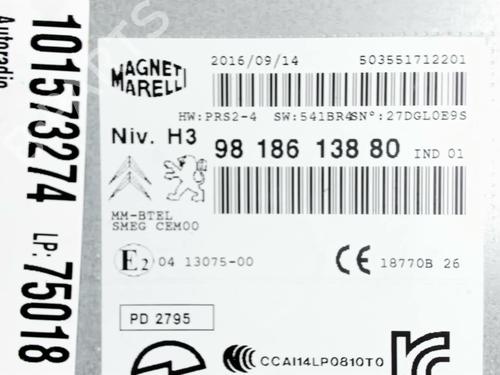 Autoradio
101573274 LP: 75018
MAGNETI
MARELLI
2016/09/14 503551712201
HW:PRS2-4 SW:541BR4SN°:27DGL0E9S
Niv. H3 98 186 138 80 IND 01
MM-BTEL
SMEG CEM00
E2 04 13075-00 CE 18770B 26
PD 2795
CCAI14LP0810T0